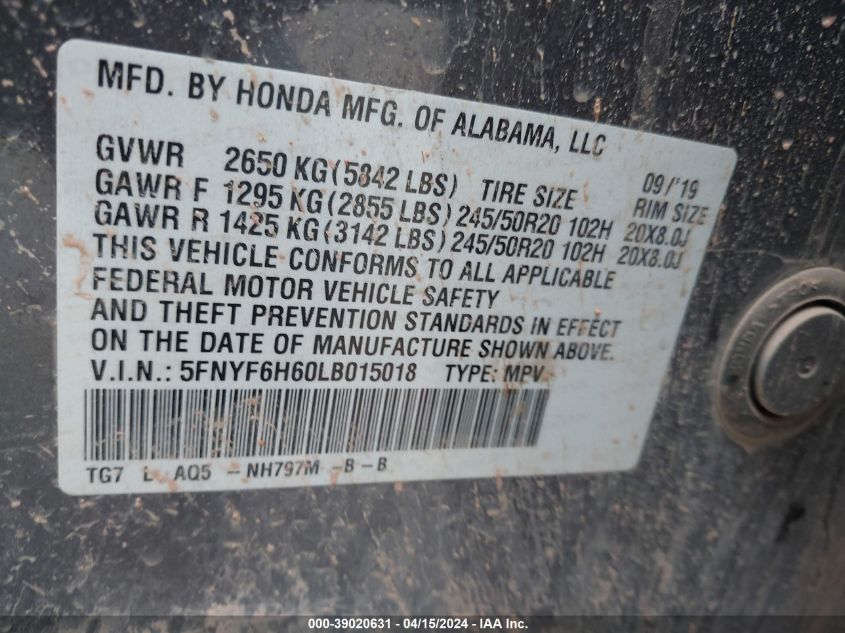 MFD. BY HONDA MFG. OF ALABAMA, LLC
GVWR 2650 KG (5842 LBS) TIRE SIZE 09/'19
GAWR F 1295 KG (2855 LBS) 245/50R20 102H RIM SIZE 20X8.0J
GAWR R 1425 KG (3142 LBS) 245/50R20 102H 20X8.0J
THIS VEHICLE CONFORMS TO ALL APPLICABLE
FEDERAL MOTOR VEHICLE SAFETY
AND THEFT PREVENTION STANDARDS IN EFFECT
ON THE DATE OF MANUFACTURE SHOWN ABOVE.
V.I.N.: 5FNYF6H60LB015018 TYPE: MPV
TG7 L AQ5 -NH797M -B-B
000-39020631 - 04/15/2024 - IAA Inc.